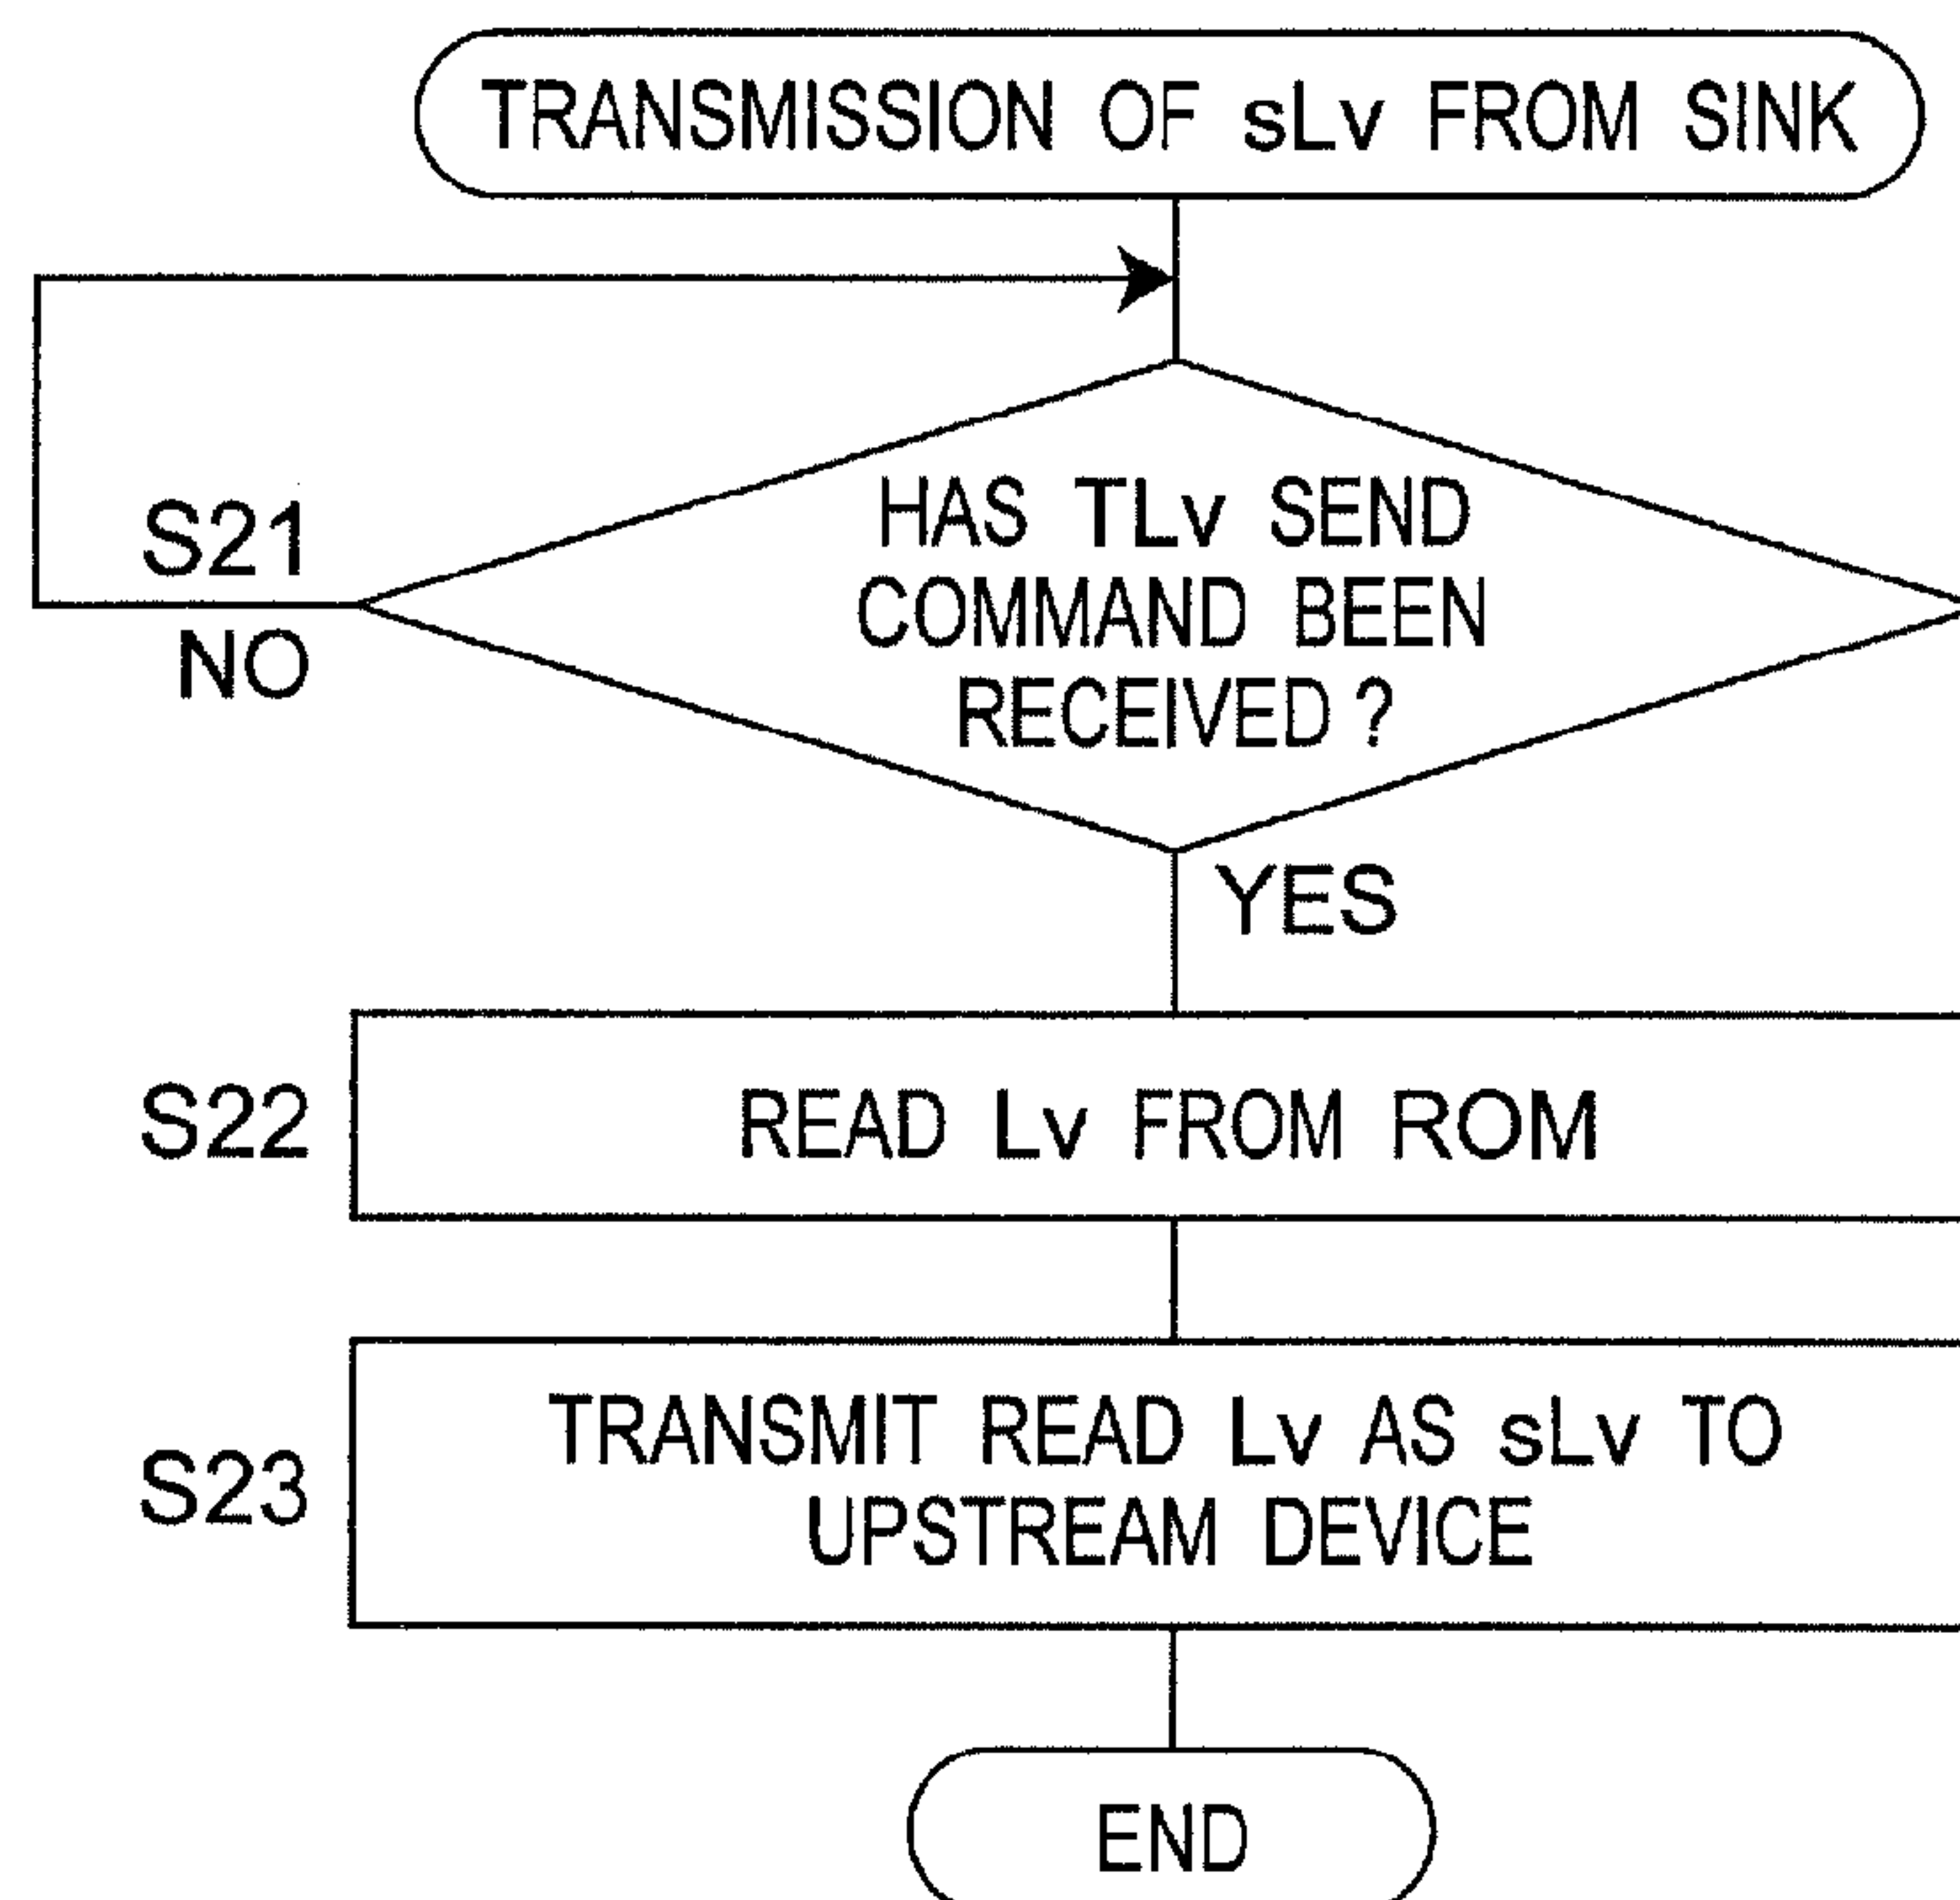 TRANSMISSION OF sLv FROM SINK
HAS TLv SEND
COMMAND BEEN
RECEIVED ?
S21
NO
YES
S22
READ Lv FROM ROM
S23
TRANSMIT READ Lv AS sLv TO
UPSTREAM DEVICE
END